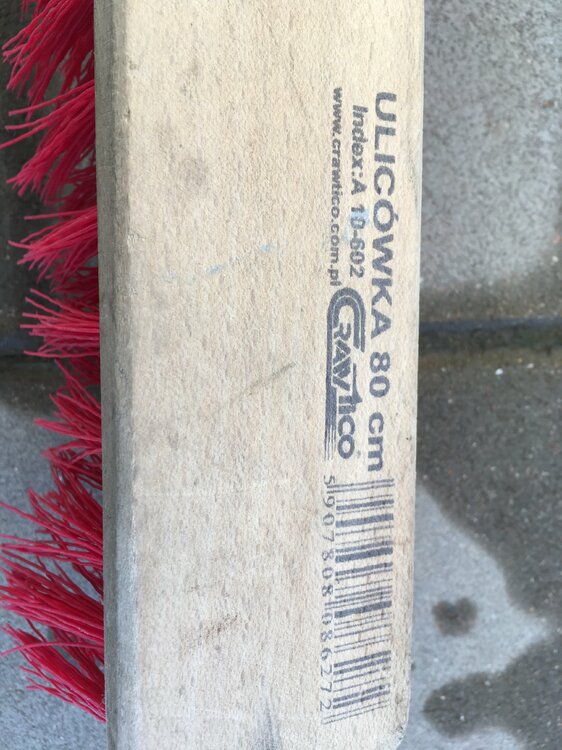 ULICÓWKA 80 cm
Index:A 10-602
www.crawtico.com.pl
CRAWTICO
5907808086272